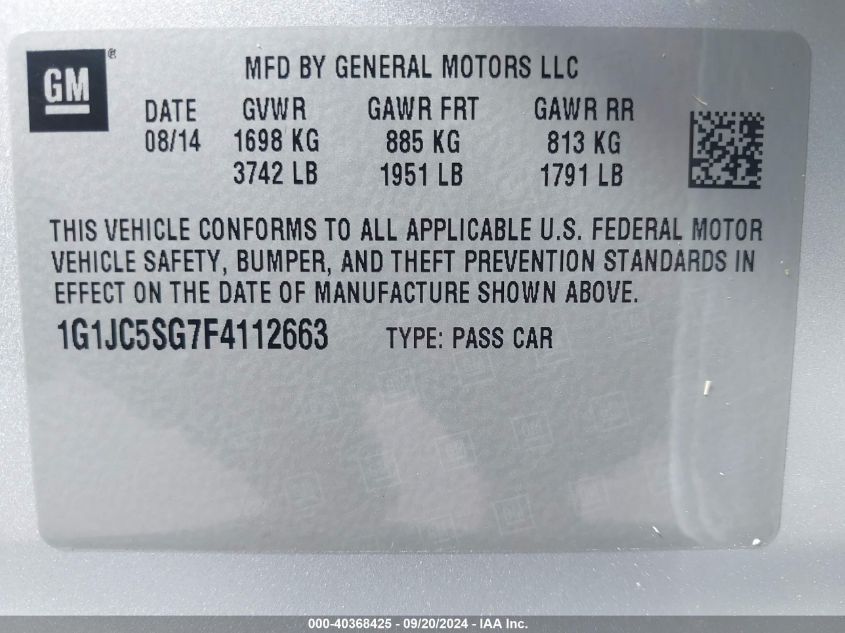 GM ®
MFD BY GENERAL MOTORS LLC
DATE GVWR GAWR FRT GAWR RR
08/14 1698 KG 885 KG 813 KG
3742 LB 1951 LB 1791 LB
THIS VEHICLE CONFORMS TO ALL APPLICABLE U.S. FEDERAL MOTOR
VEHICLE SAFETY, BUMPER, AND THEFT PREVENTION STANDARDS IN
EFFECT ON THE DATE OF MANUFACTURE SHOWN ABOVE.
1G1JC5SG7F4112663 TYPE: PASS CAR
000-40368425 - 09/20/2024 - IAA Inc.